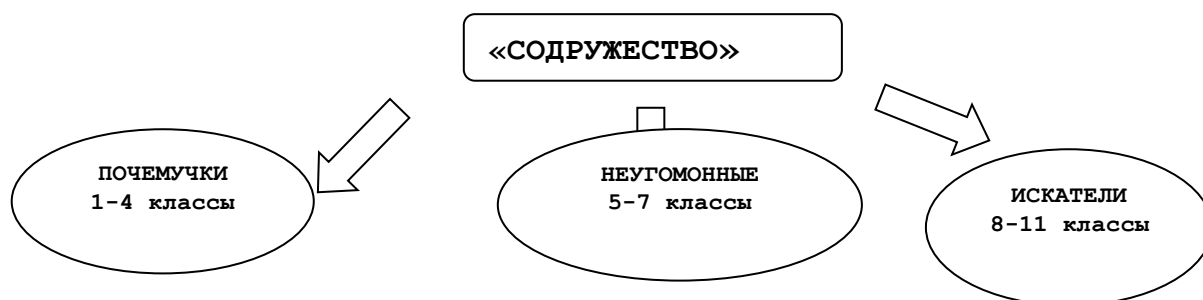 «СОДРУЖЕСТВО»
ПОЧЕМУЧКИ
1-4 классы
НЕУГОМОННЫЕ
5-7 классы
ИСКАТЕЛИ
8-11 классы